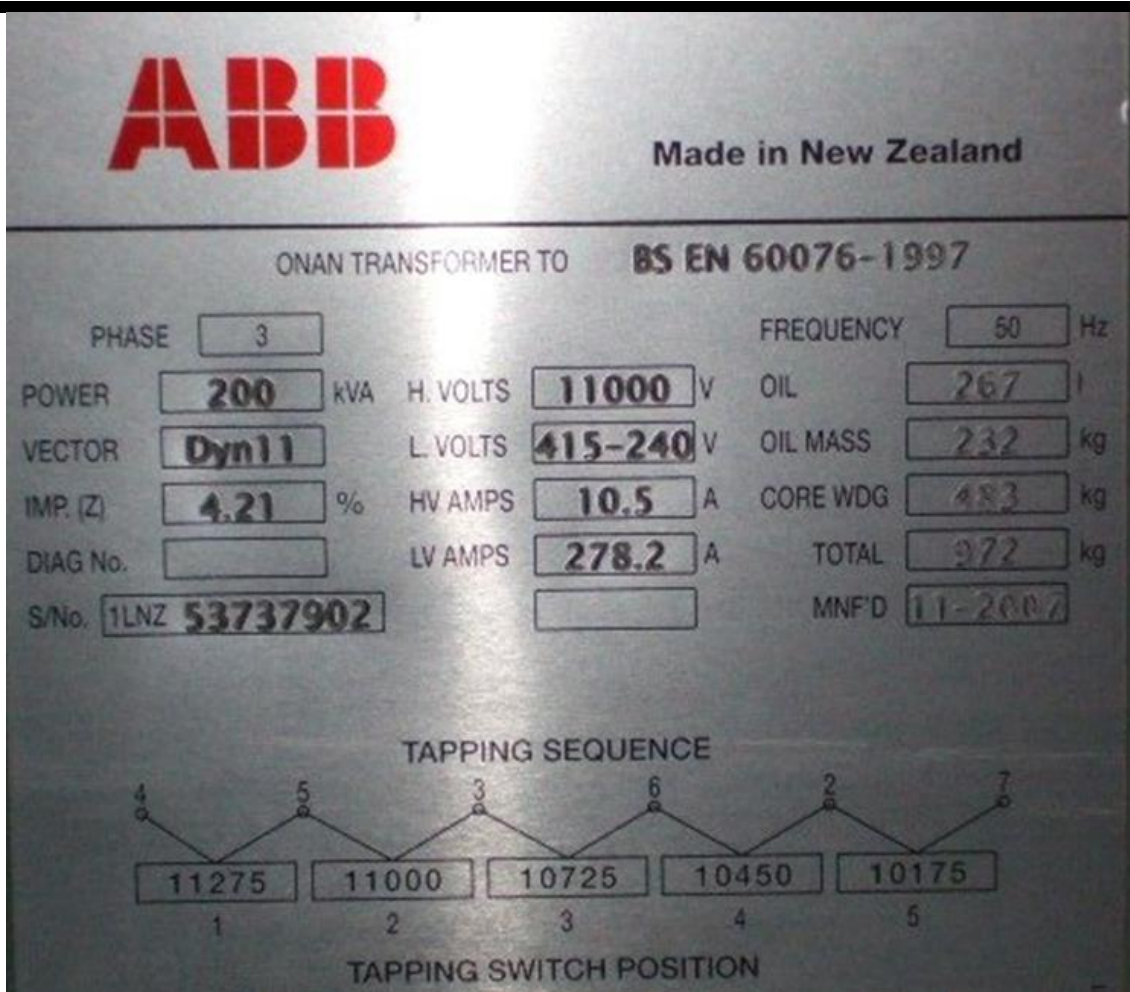 ABB
Made in New Zealand
ONAN TRANSFORMER TO BS EN 60076-1997
PHASE 3 FREQUENCY 50 Hz
POWER 200 kVA H. VOLTS 11000 V OIL 267 l
VECTOR Dyn11 L. VOLTS 415-240 V OIL MASS 232 kg
IMP. (Z) 4.21 % HV AMPS 10.5 A CORE WDG 483 kg
DIAG No. LV AMPS 278.2 A TOTAL 972 kg
S/No. 1LNZ 53737902 MNF'D 11-2007
TAPPING SEQUENCE
4 5 3 6 2 7
11275 11000 10725 10450 10175
1 2 3 4 5
TAPPING SWITCH POSITION